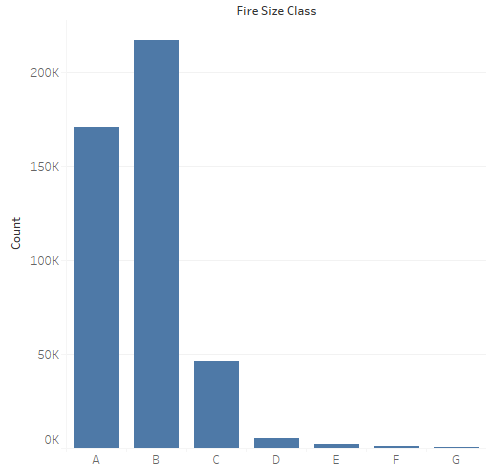 Fire Size Class
200K
150K
100K
50K
0K
Count
A B C D E F G